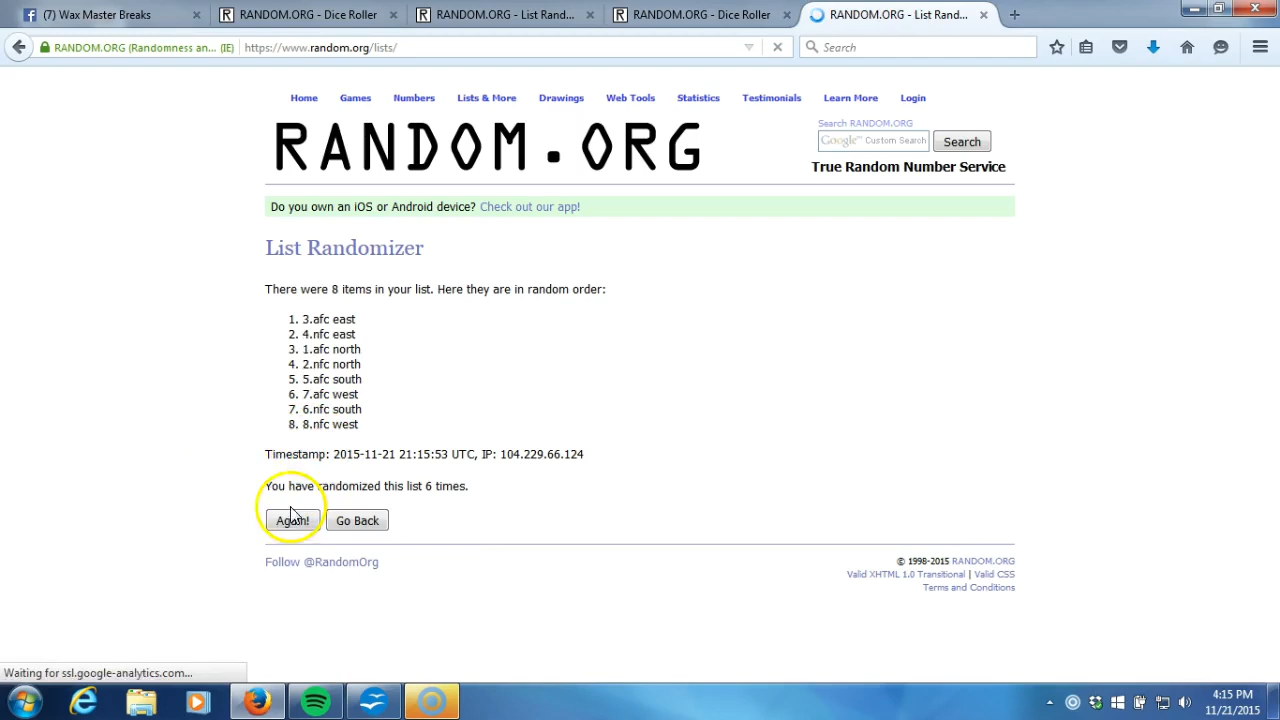 (7) Wax Master Breaks
RANDOM.ORG - Dice Roller
RANDOM.ORG - List Rand...
RANDOM.ORG - Dice Roller
RANDOM.ORG - List Rand...
RANDOM.ORG (Randomness an... (IE)
https://www.random.org/lists/
Search
Home Games Numbers Lists & More Drawings Web Tools Statistics Testimonials Learn More Login
RANDOM.ORG
Search RANDOM.ORG
Google™ Custom Search
Search
True Random Number Service
Do you own an iOS or Android device? Check out our app!
List Randomizer
There were 8 items in your list. Here they are in random order:
1. 3.afc east
2. 4.nfc east
3. 1.afc north
4. 2.nfc north
5. 5.afc south
6. 7.afc west
7. 6.nfc south
8. 8.nfc west
Timestamp: 2015-11-21 21:15:53 UTC, IP: 104.229.66.124
You have randomized this list 6 times.
Again! Go Back
Follow @RandomOrg
© 1998-2015 RANDOM.ORG
Valid XHTML 1.0 Transitional | Valid CSS
Terms and Conditions
Waiting for ssl.google-analytics.com...
4:15 PM
11/21/2015